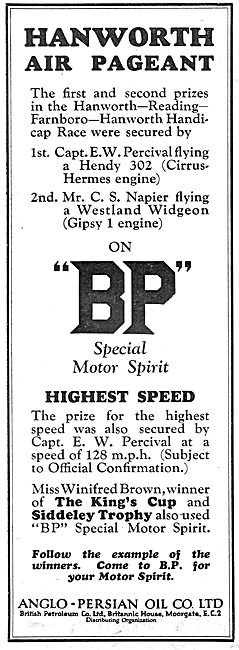 HANWORTH
AIR PAGEANT
The first and second prizes
in the Hanworth—Reading—
Farnboro—Hanworth Handi-
cap Race were secured by
1st. Capt. E.W. Percival flying
a Hendy 302 (Cirrus-
Hermes engine)
2nd. Mr. C. S. Napier flying
a Westland Widgeon
(Gipsy 1 engine)
ON
"BP"
Special
Motor Spirit
HIGHEST SPEED
The prize for the highest
speed was also secured by
Capt. E. W. Percival at a
speed of 128 m.p.h. (Subject
to Official Confirmation.)
Miss Winifred Brown, winner
of The King's Cup and
Siddeley Trophy also used
"BP" Special Motor Spirit.
Follow the example of the
winners. Come to B.P. for
your Motor Spirit.
ANGLO-PERSIAN OIL CO. LTD
British Petroleum Co. Ltd, Britannic House, Moorgate, E.C.2
Distributing Organization